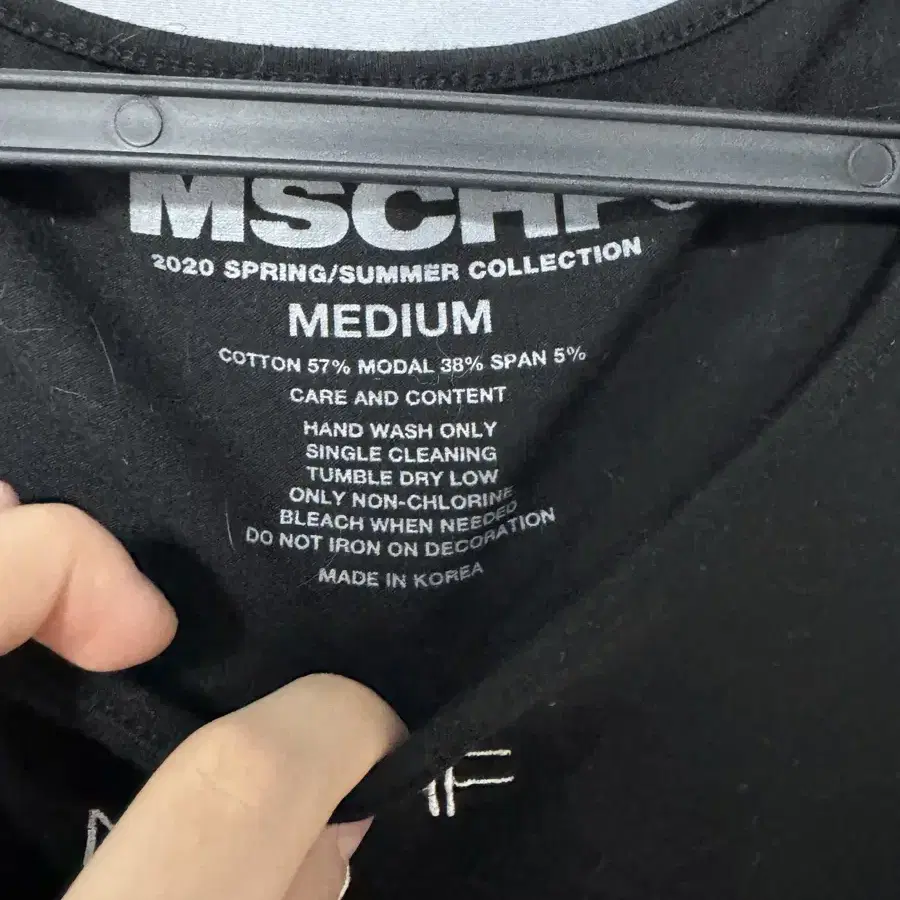 MSCHF
2020 SPRING/SUMMER COLLECTION
MEDIUM
COTTON 57% MODAL 38% SPAN 5%
CARE AND CONTENT
HAND WASH ONLY
SINGLE CLEANING
TUMBLE DRY LOW
ONLY NON-CHLORINE
BLEACH WHEN NEEDED
DO NOT IRON ON DECORATION
MADE IN KOREA